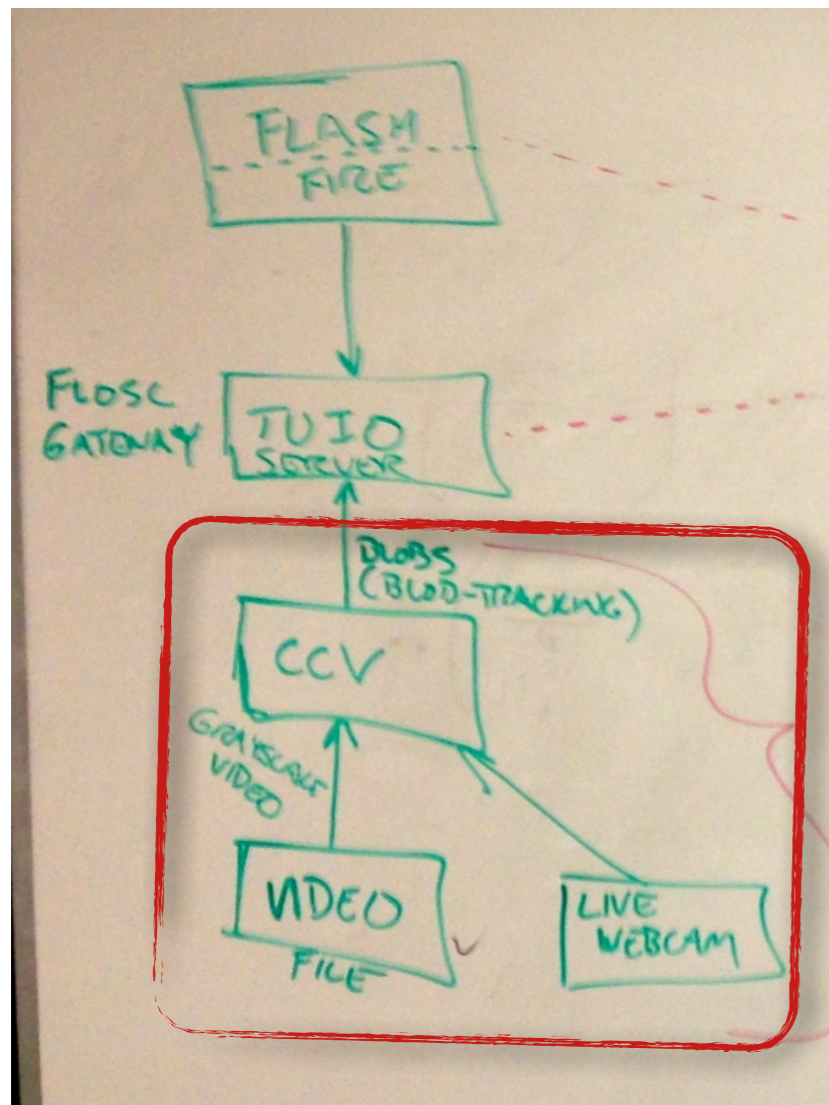 FLASH
FIRE
FLOSC
GATEWAY
TUIO
SERVER
BLOBS
(BLOB-TRACKING)
CCV
GRAYSCALE
VIDEO
VIDEO
FILE
LIVE
WEBCAM